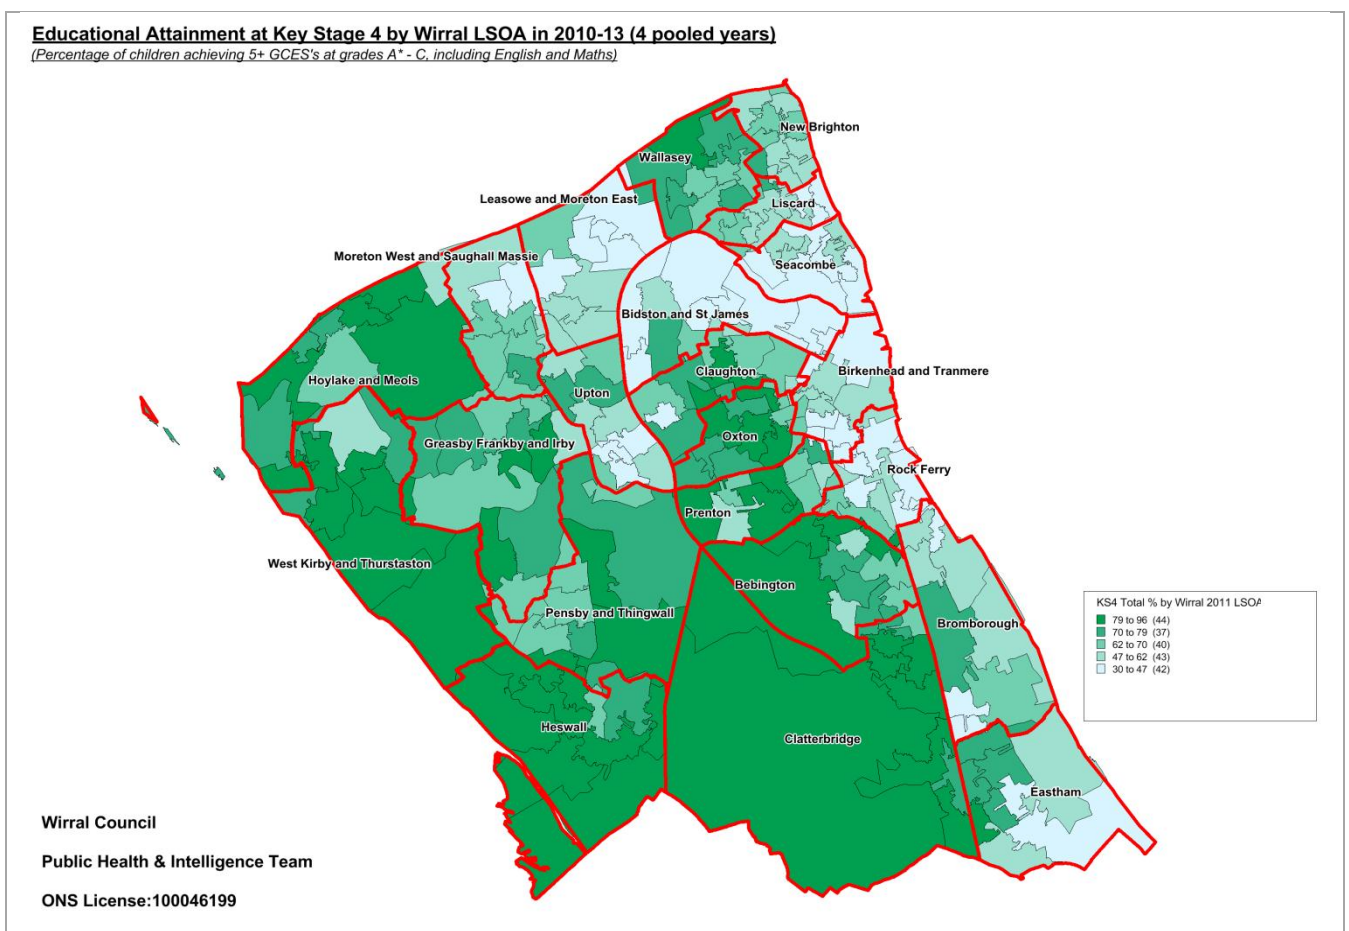 Educational Attainment at Key Stage 4 by Wirral LSOA in 2010-13 (4 pooled years)
(Percentage of children achieving 5+ GCES's at grades A* - C, including English and Maths)
New Brighton
Wallasey
Leasowe and Moreton East
Liscard
Moreton West and Saughall Massie
Seacombe
Bidston and St James
Claughton
Birkenhead and Tranmere
Hoylake and Meols
Upton
Greasby Frankby and Irby
Oxton
Rock Ferry
Prenton
West Kirby and Thurstaston
Bebington
Pensby and Thingwall
Bromborough
Heswall
Clatterbridge
Eastham
KS4 Total % by Wirral 2011 LSOA
79 to 96 (44)
70 to 79 (37)
62 to 70 (40)
47 to 62 (43)
30 to 47 (42)
Wirral Council
Public Health & Intelligence Team
ONS License:100046199